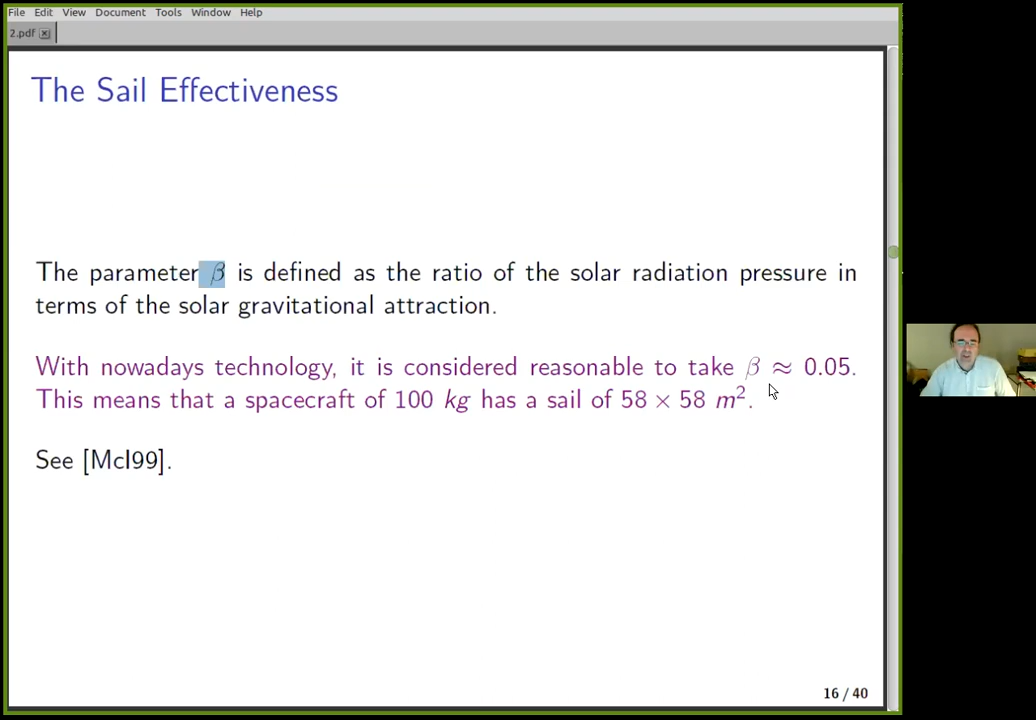 File Edit View Document Tools Window Help
2.pdf
The Sail Effectiveness
The parameter β is defined as the ratio of the solar radiation pressure in
terms of the solar gravitational attraction.
With nowadays technology, it is considered reasonable to take β ≈ 0.05.
This means that a spacecraft of 100 kg has a sail of 58 × 58 m².
See [McI99].
16 / 40